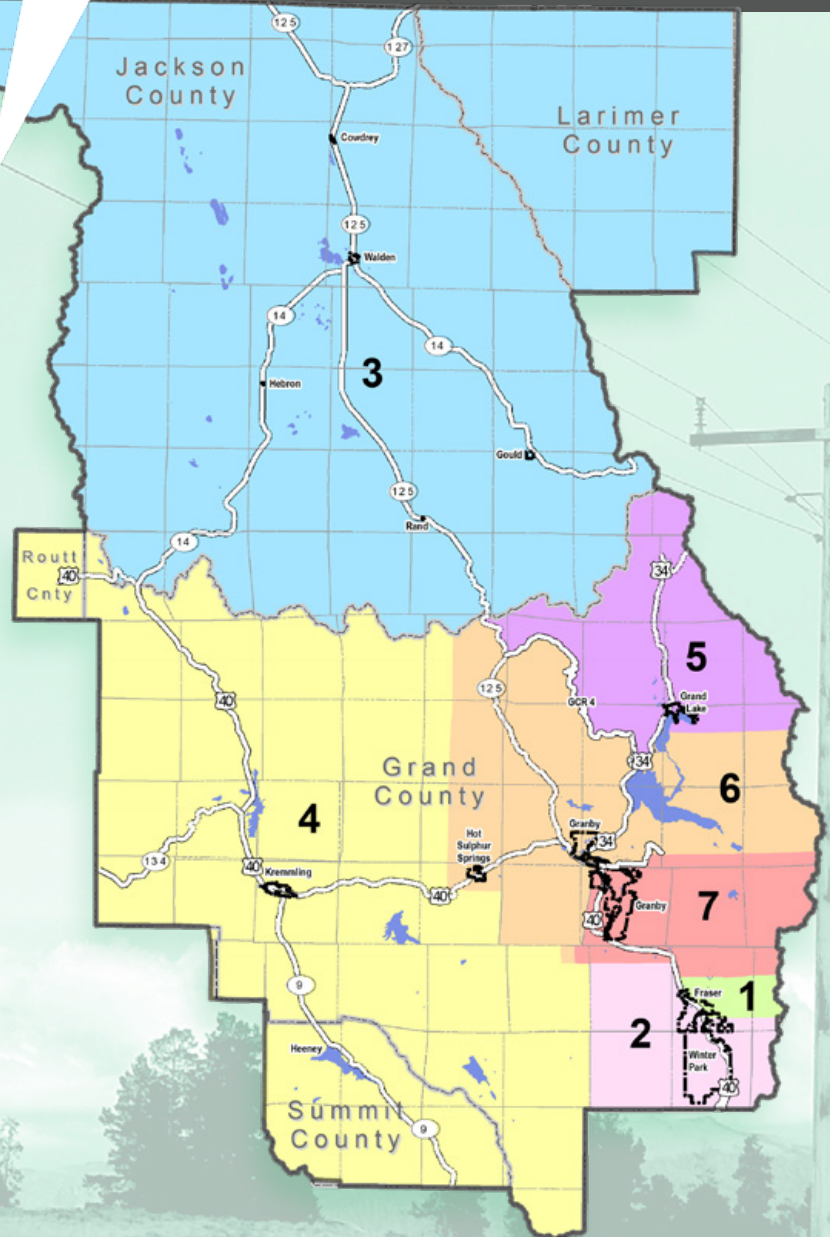 125
127
Jackson
County
Larimer
County
Cowdrey
125
Walden
14
14
3
Hebron
Gould
125
Rand
14
Routt
Cnty
40
34
5
125
GCR 4
Grand
Lake
40
34
Grand
County
6
4
Granby
34
Hot
Sulphur
Springs
134
40
Kremmling
40
Granby
7
40
9
Fraser
1
2
Heeney
Winter
Park
40
Summit
County
9